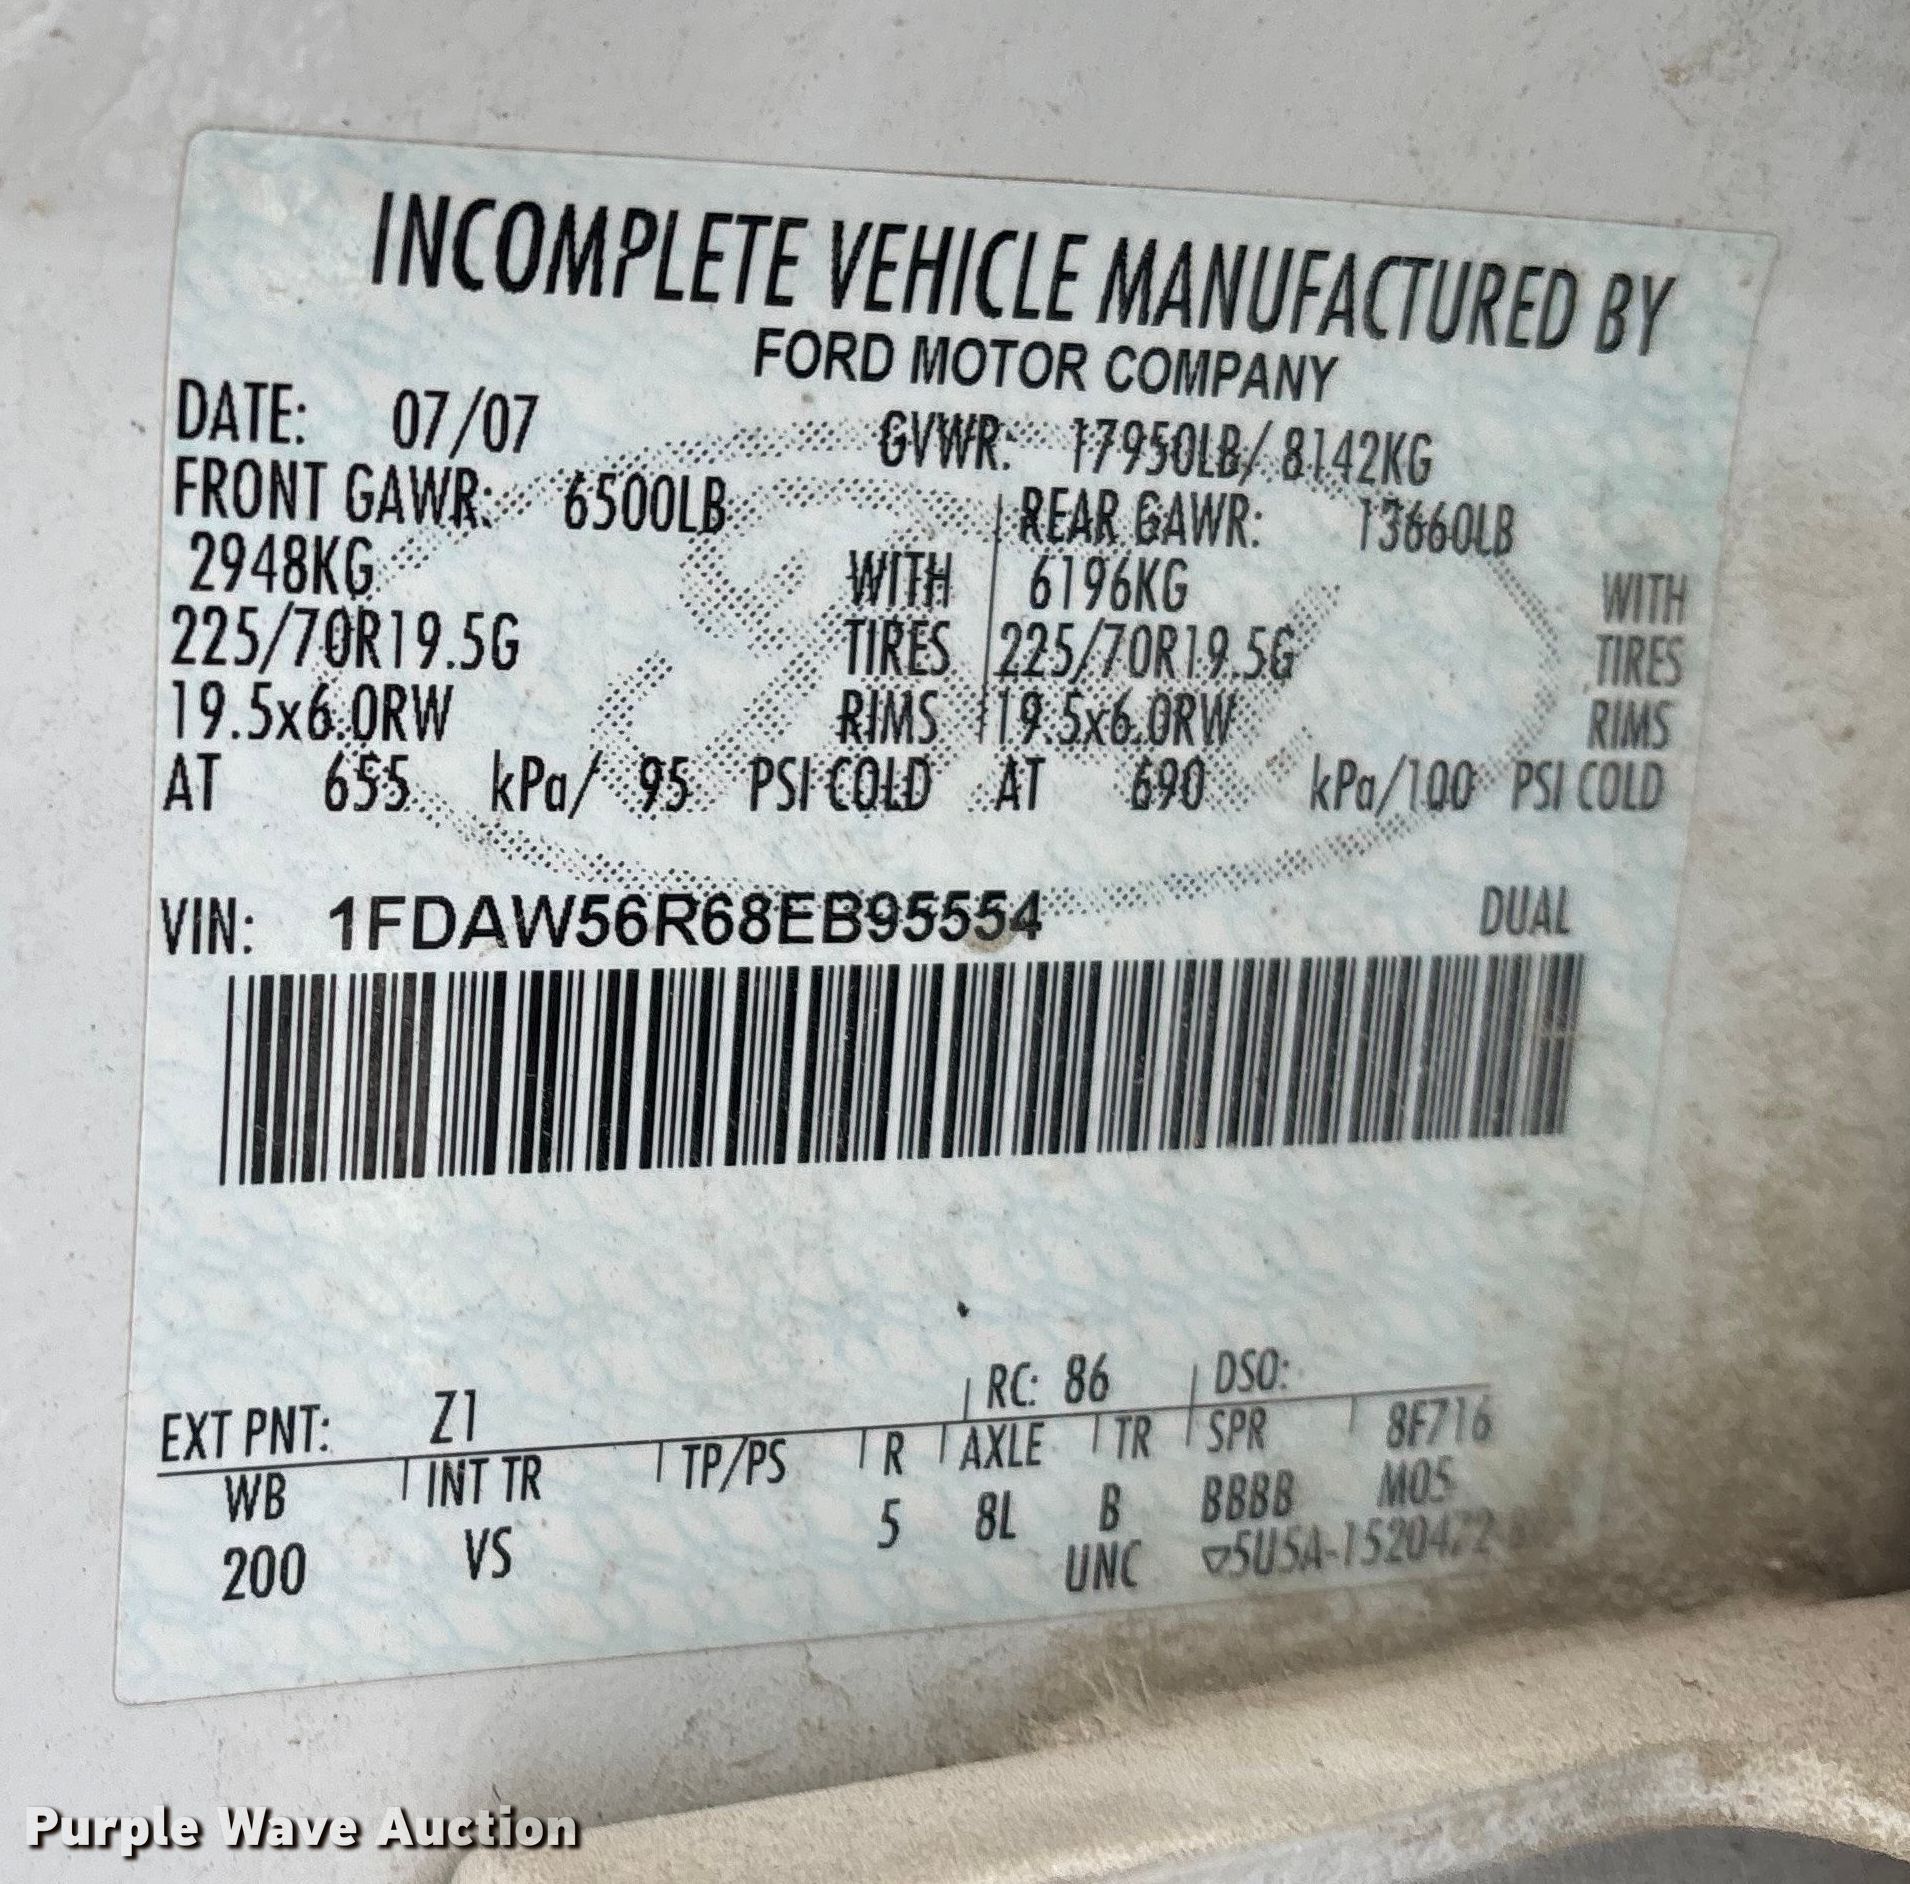 INCOMPLETE VEHICLE MANUFACTURED BY
FORD MOTOR COMPANY
DATE: 07/07 GVWR: 17950LB/ 8142KG
FRONT GAWR: 6500LB REAR GAWR: 13660LB
2948KG WITH 6196KG WITH
225/70R19.5G TIRES 225/70R19.5G TIRES
19.5x6.0RW RIMS 19.5x6.0RW RIMS
AT 655 kPa/ 95 PSI COLD AT 690 kPa/100 PSI COLD
VIN: 1FDAW56R68EB95554 DUAL
EXT PNT: Z1 RC: 86 DSO:
WB INT TR TP/PS R AXLE TR SPR 8F716
200 VS 5 8L B BBBB M05
UNC
Purple Wave Auction